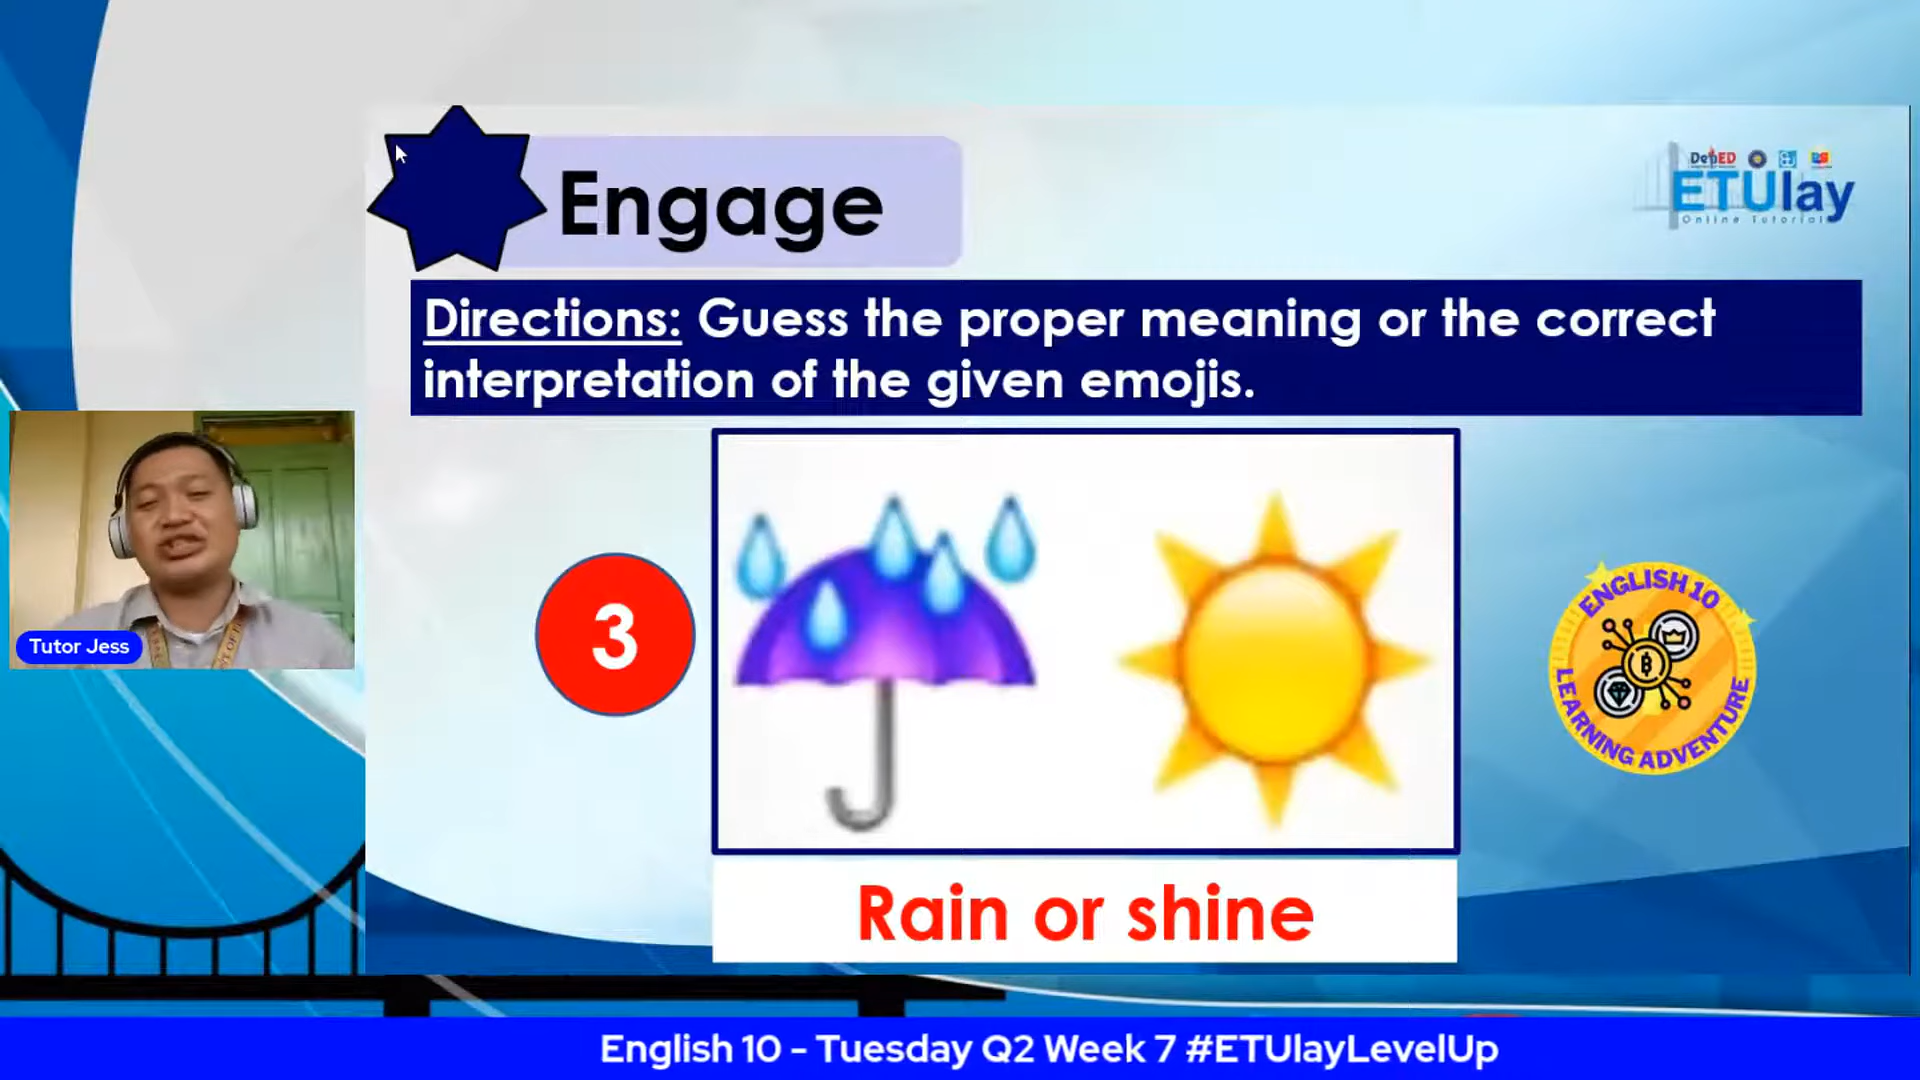 Engage
DepED
ETUlay
Online Tutorial
Directions: Guess the proper meaning or the correct
interpretation of the given emojis.
3
ENGLISH 10
LEARNING ADVENTURE
Tutor Jess
Rain or shine
English 10 - Tuesday Q2 Week 7 #ETUlayLevelUp